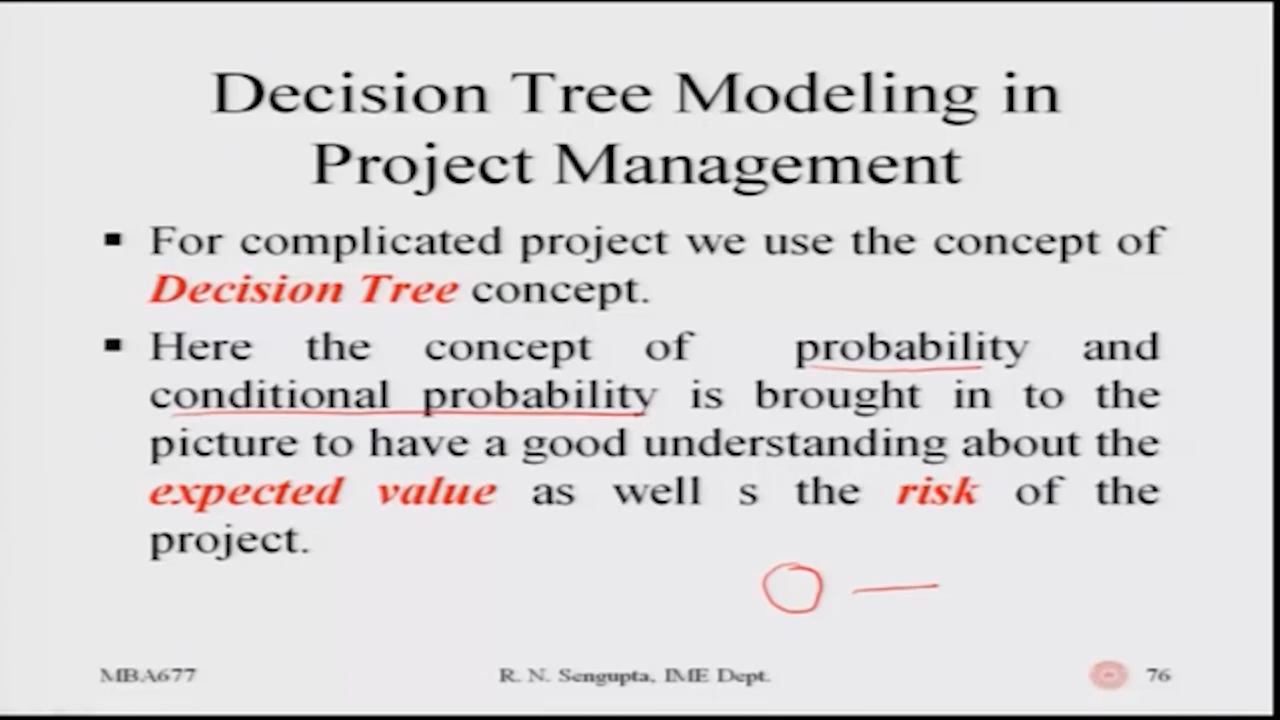 Decision Tree Modeling in
Project Management
▪ For complicated project we use the concept of
Decision Tree concept.
▪ Here the concept of probability and
conditional probability is brought in to the
picture to have a good understanding about the
expected value as well s the risk of the
project.
MBA677 R. N. Sengupta, IME Dept. 76